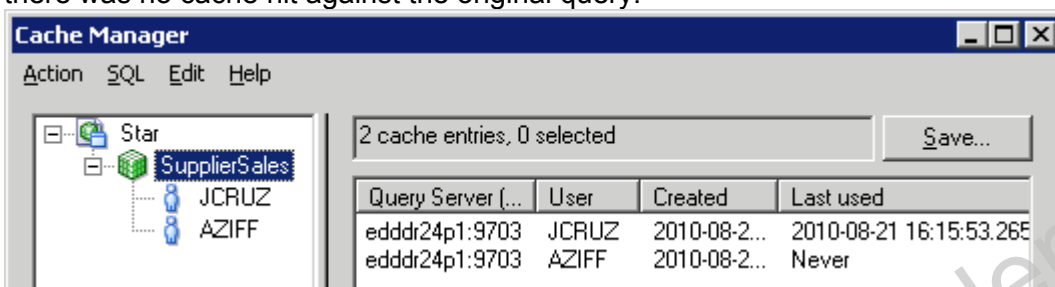 there was no cache hit against the original query.
Cache Manager
Action SQL Edit Help
Star
SupplierSales
JCRUZ
AZIFF
2 cache entries, 0 selected
Save...
Query Server (... User Created Last used
edddr24p1:9703 JCRUZ 2010-08-2... 2010-08-21 16:15:53.265
edddr24p1:9703 AZIFF 2010-08-2... Never